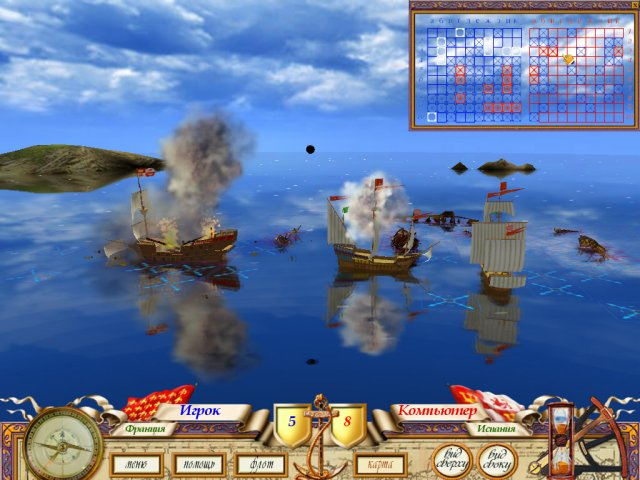 а б в г д е ж з и к
Игрок
5
8
Компьютер
Франция
Испания
меню
помощь
флот
карта
вид сверху
вид сбоку